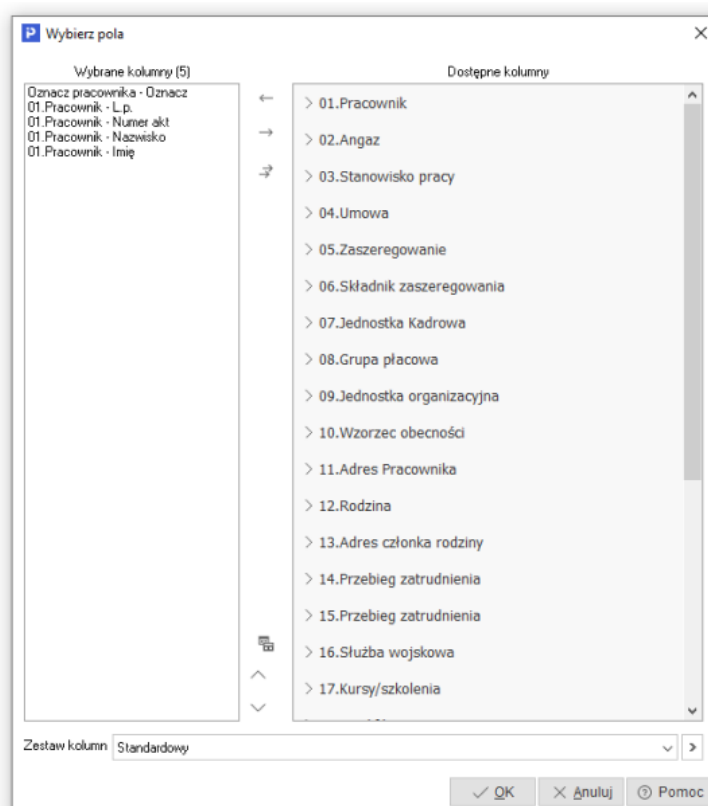 Wybierz pola
Wybrane kolumny (5)
Dostępne kolumny
Oznacz pracownika - Oznacz
01.Pracownik - L.p.
01.Pracownik - Numer akt
01.Pracownik - Nazwisko
01.Pracownik - Imię
01.Pracownik
02.Angaz
03.Stanowisko pracy
04.Umowa
05.Zaszeregowanie
06.Składnik zaszeregowania
07.Jednostka Kadrowa
08.Grupa płacowa
09.Jednostka organizacyjna
10.Wzorzec obecności
11.Adres Pracownika
12.Rodzina
13.Adres członka rodziny
14.Przebieg zatrudnienia
15.Przebieg zatrudnienia
16.Służba wojskowa
17.Kursy/szkolenia
Zestaw kolumn Standardowy
OK Anuluj Pomoc